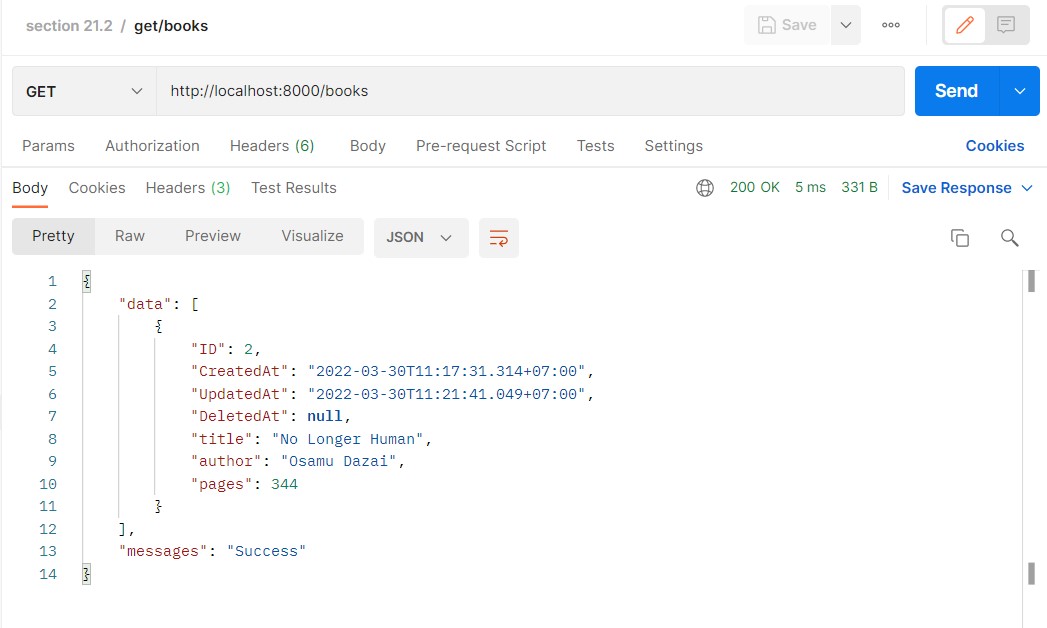 section 21.2 / get/books Save
GET http://localhost:8000/books Send
Params Authorization Headers (6) Body Pre-request Script Tests Settings Cookies
Body Cookies Headers (3) Test Results 200 OK 5 ms 331 B Save Response
Pretty Raw Preview Visualize JSON
1 {
2 "data": [
3 {
4 "ID": 2,
5 "CreatedAt": "2022-03-30T11:17:31.314+07:00",
6 "UpdatedAt": "2022-03-30T11:21:41.049+07:00",
7 "DeletedAt": null,
8 "title": "No Longer Human",
9 "author": "Osamu Dazai",
10 "pages": 344
11 }
12 ],
13 "messages": "Success"
14 }